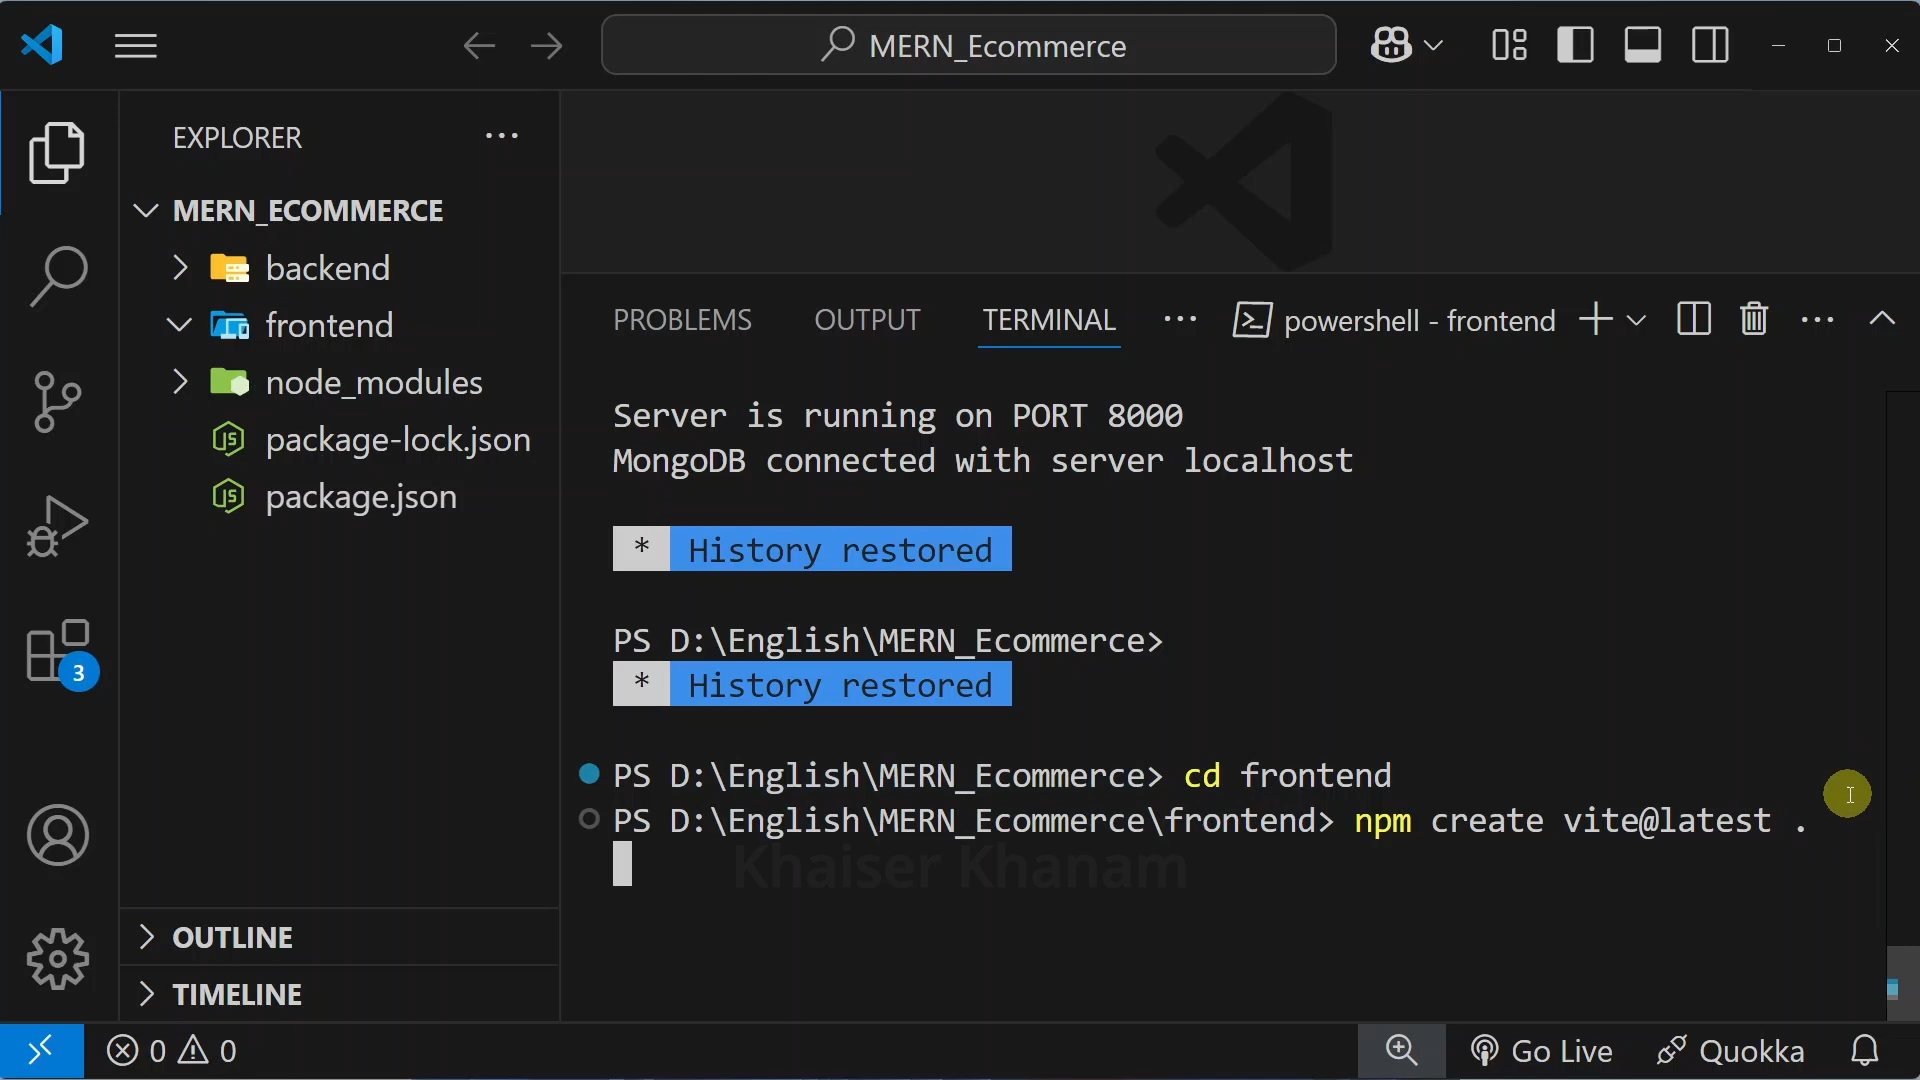 MERN_Ecommerce
EXPLORER
MERN_ECOMMERCE
backend
frontend
node_modules
package-lock.json
package.json
OUTLINE
TIMELINE
3
PROBLEMS OUTPUT TERMINAL powershell - frontend
Server is running on PORT 8000
MongoDB connected with server localhost
* History restored
PS D:\English\MERN_Ecommerce>
* History restored
PS D:\English\MERN_Ecommerce> cd frontend
PS D:\English\MERN_Ecommerce\frontend> npm create vite@latest .
Khaiser Khanam
0 0
Go Live Quokka